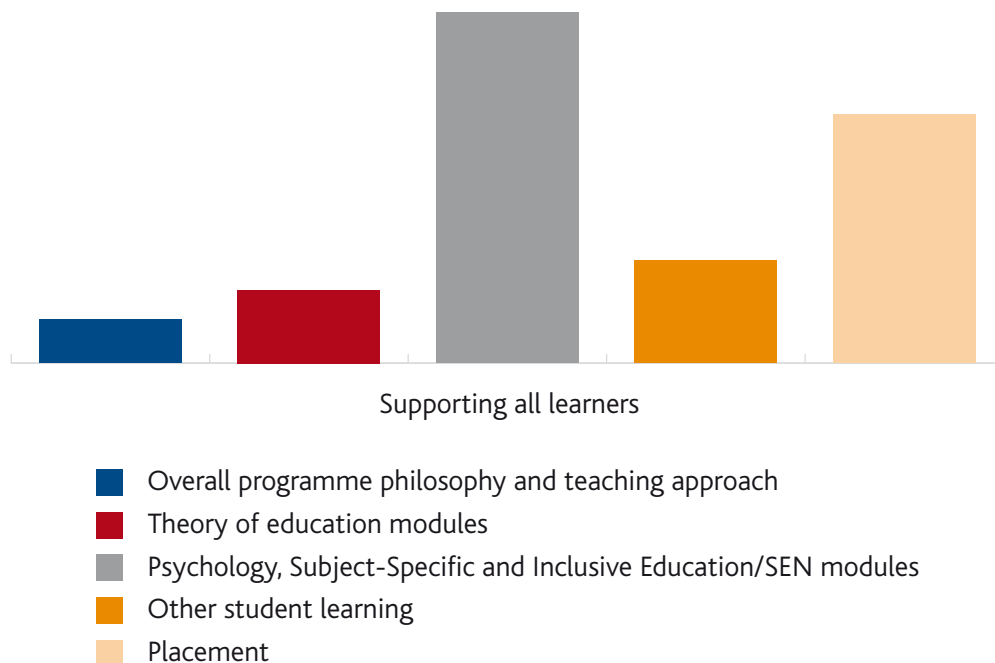 Supporting all learners
Overall programme philosophy and teaching approach
Theory of education modules
Psychology, Subject-Specific and Inclusive Education/SEN modules
Other student learning
Placement